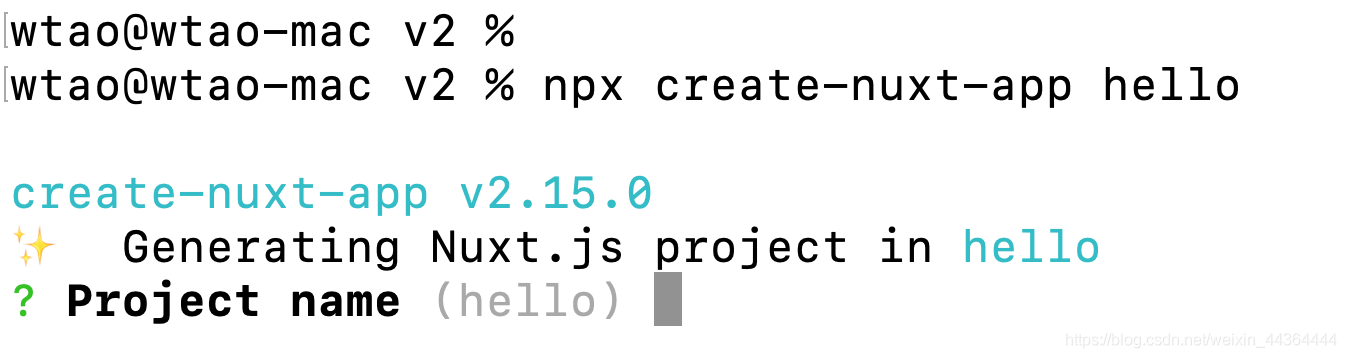 wtao@wtao-mac v2 %
wtao@wtao-mac v2 % npx create-nuxt-app hello
create-nuxt-app v2.15.0
✨ Generating Nuxt.js project in hello
? Project name (hello)
https://blog.csdn.net/weixin_44364444